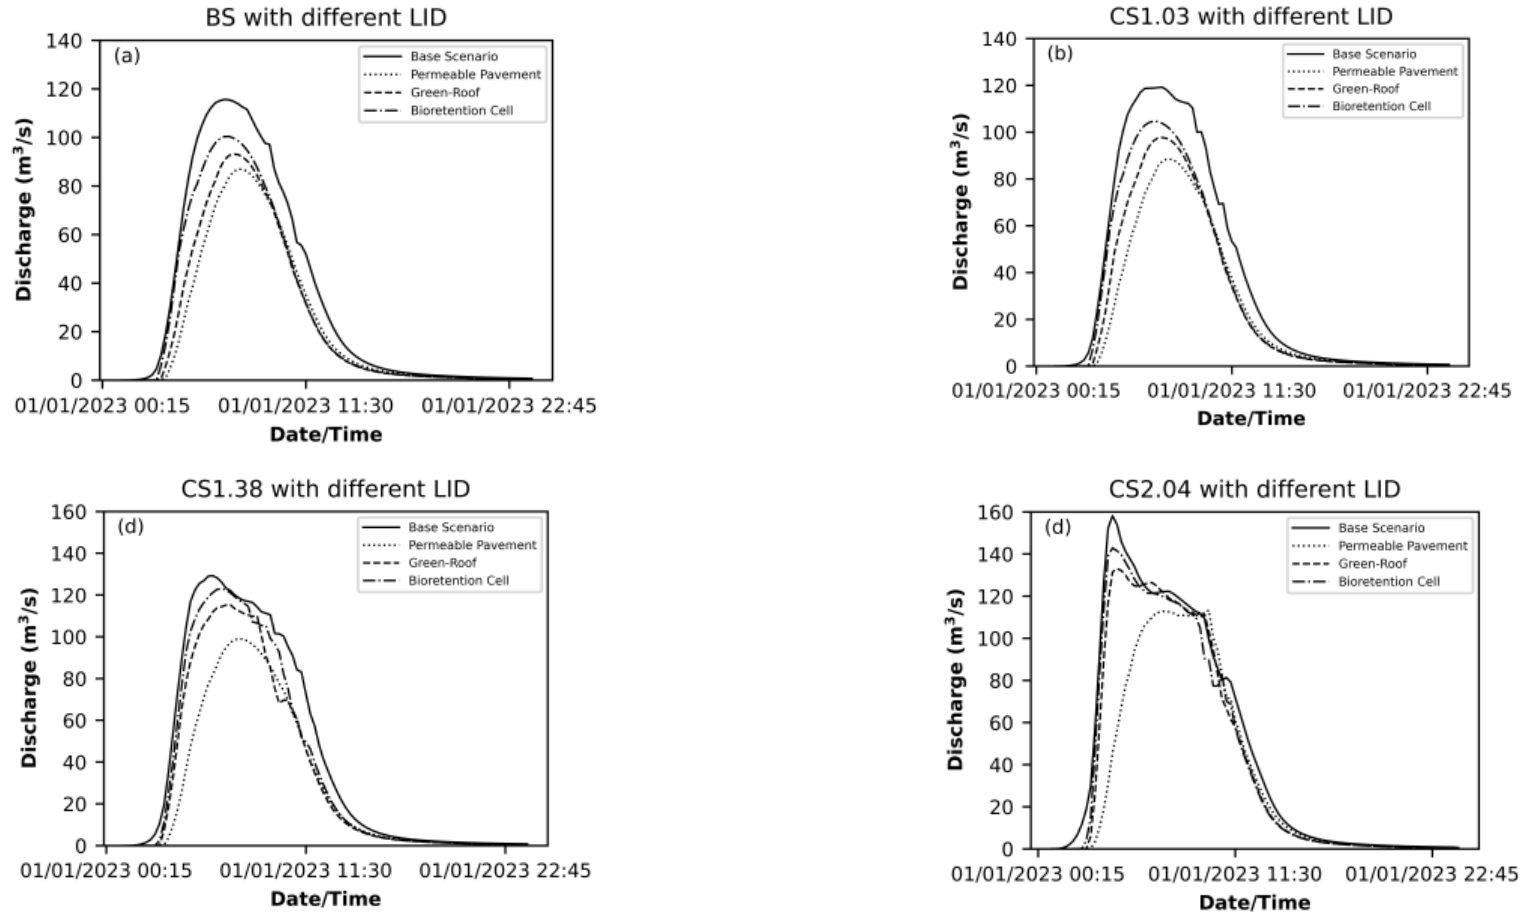 BS with different LID
(a)
Base Scenario
Permeable Pavement
Green-Roof
Bioretention Cell
140
120
100
80
60
40
20
0
Discharge (m³/s)
01/01/2023 00:15 01/01/2023 11:30 01/01/2023 22:45
Date/Time
CS1.03 with different LID
(b)
Base Scenario
Permeable Pavement
Green-Roof
Bioretention Cell
140
120
100
80
60
40
20
0
Discharge (m³/s)
01/01/2023 00:15 01/01/2023 11:30 01/01/2023 22:45
Date/Time
CS1.38 with different LID
(d)
Base Scenario
Permeable Pavement
Green-Roof
Bioretention Cell
160
140
120
100
80
60
40
20
0
Discharge (m³/s)
01/01/2023 00:15 01/01/2023 11:30 01/01/2023 22:45
Date/Time
CS2.04 with different LID
(d)
Base Scenario
Permeable Pavement
Green-Roof
Bioretention Cell
160
140
120
100
80
60
40
20
0
Discharge (m³/s)
01/01/2023 00:15 01/01/2023 11:30 01/01/2023 22:45
Date/Time